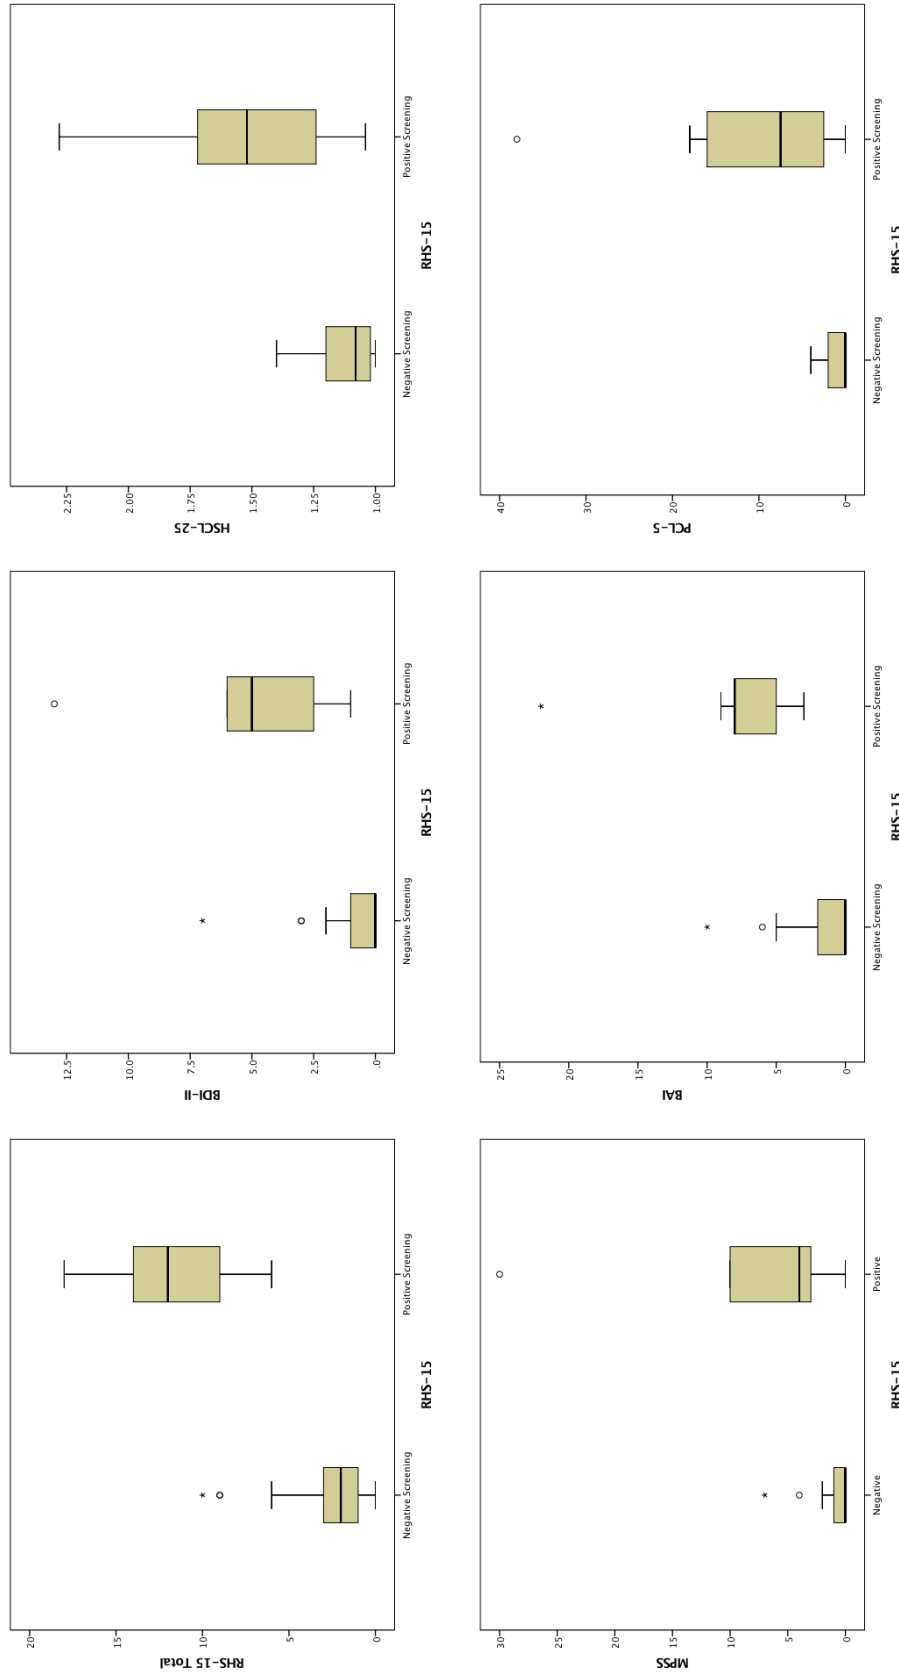 Positive Screening
Negative Screening
RHS-15
2.25
2.00
1.75
1.50
1.25
1.00
HSCL-25
Positive Screening
Negative Screening
RHS-15
40
30
20
10
0
PCL-5
Positive Screening
Negative Screening
RHS-15
12.5
10.0
7.5
5.0
2.5
.0
BDI-II
Positive Screening
Negative Screening
RHS-15
25
20
15
10
5
0
BAI
Positive Screening
Negative Screening
RHS-15
20
10
5
0
RHS-15 Total
Positive
Negative
RHS-15
30
20
10
0
MPSS